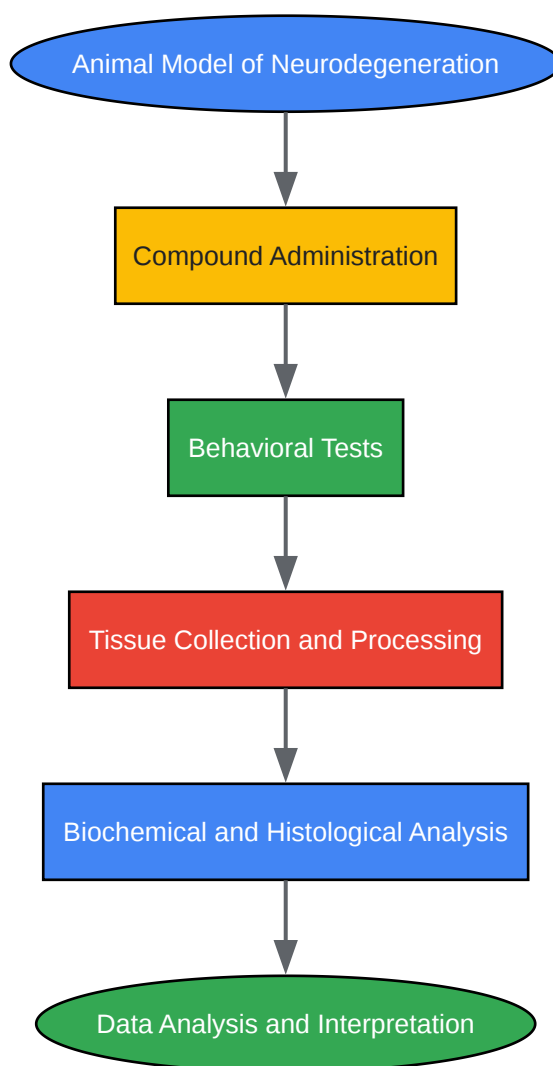 Animal Model of Neurodegeneration
Compound Administration
Behavioral Tests
Tissue Collection and Processing
Biochemical and Histological Analysis
Data Analysis and Interpretation